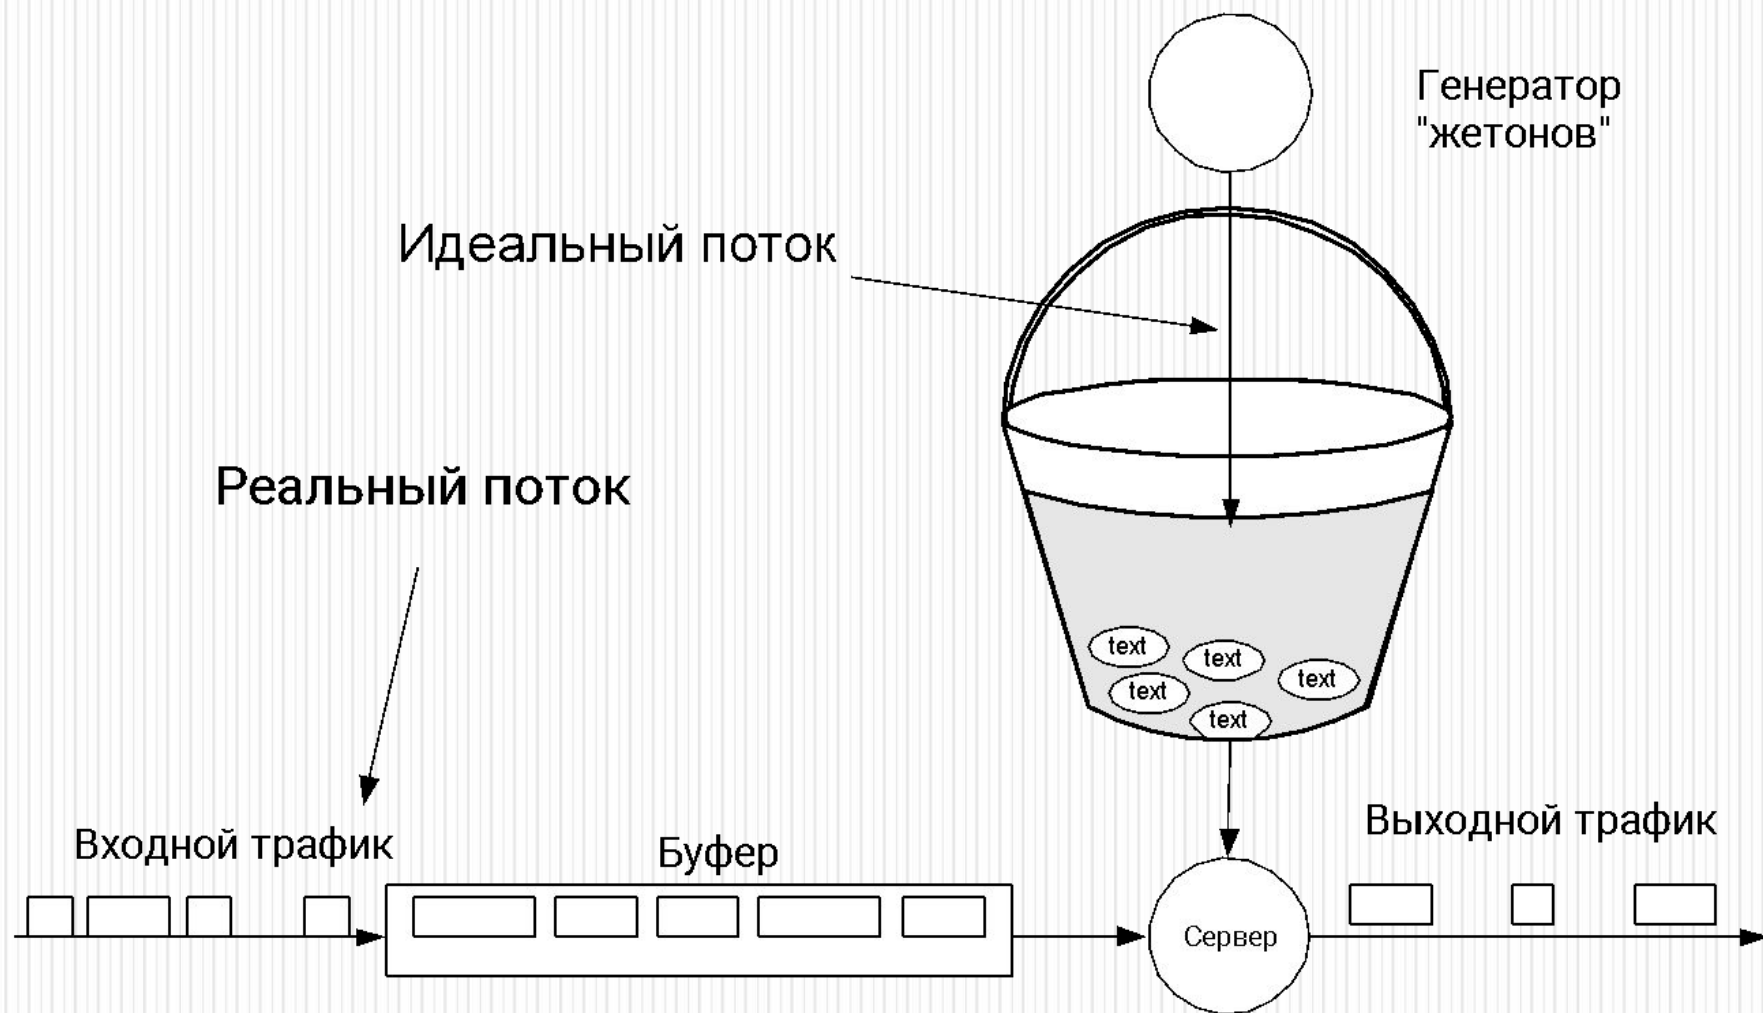 Генератор
"жетонов"
Идеальный поток
Реальный поток
text
text
text
text
text
Входной трафик
Буфер
Выходной трафик
Сервер